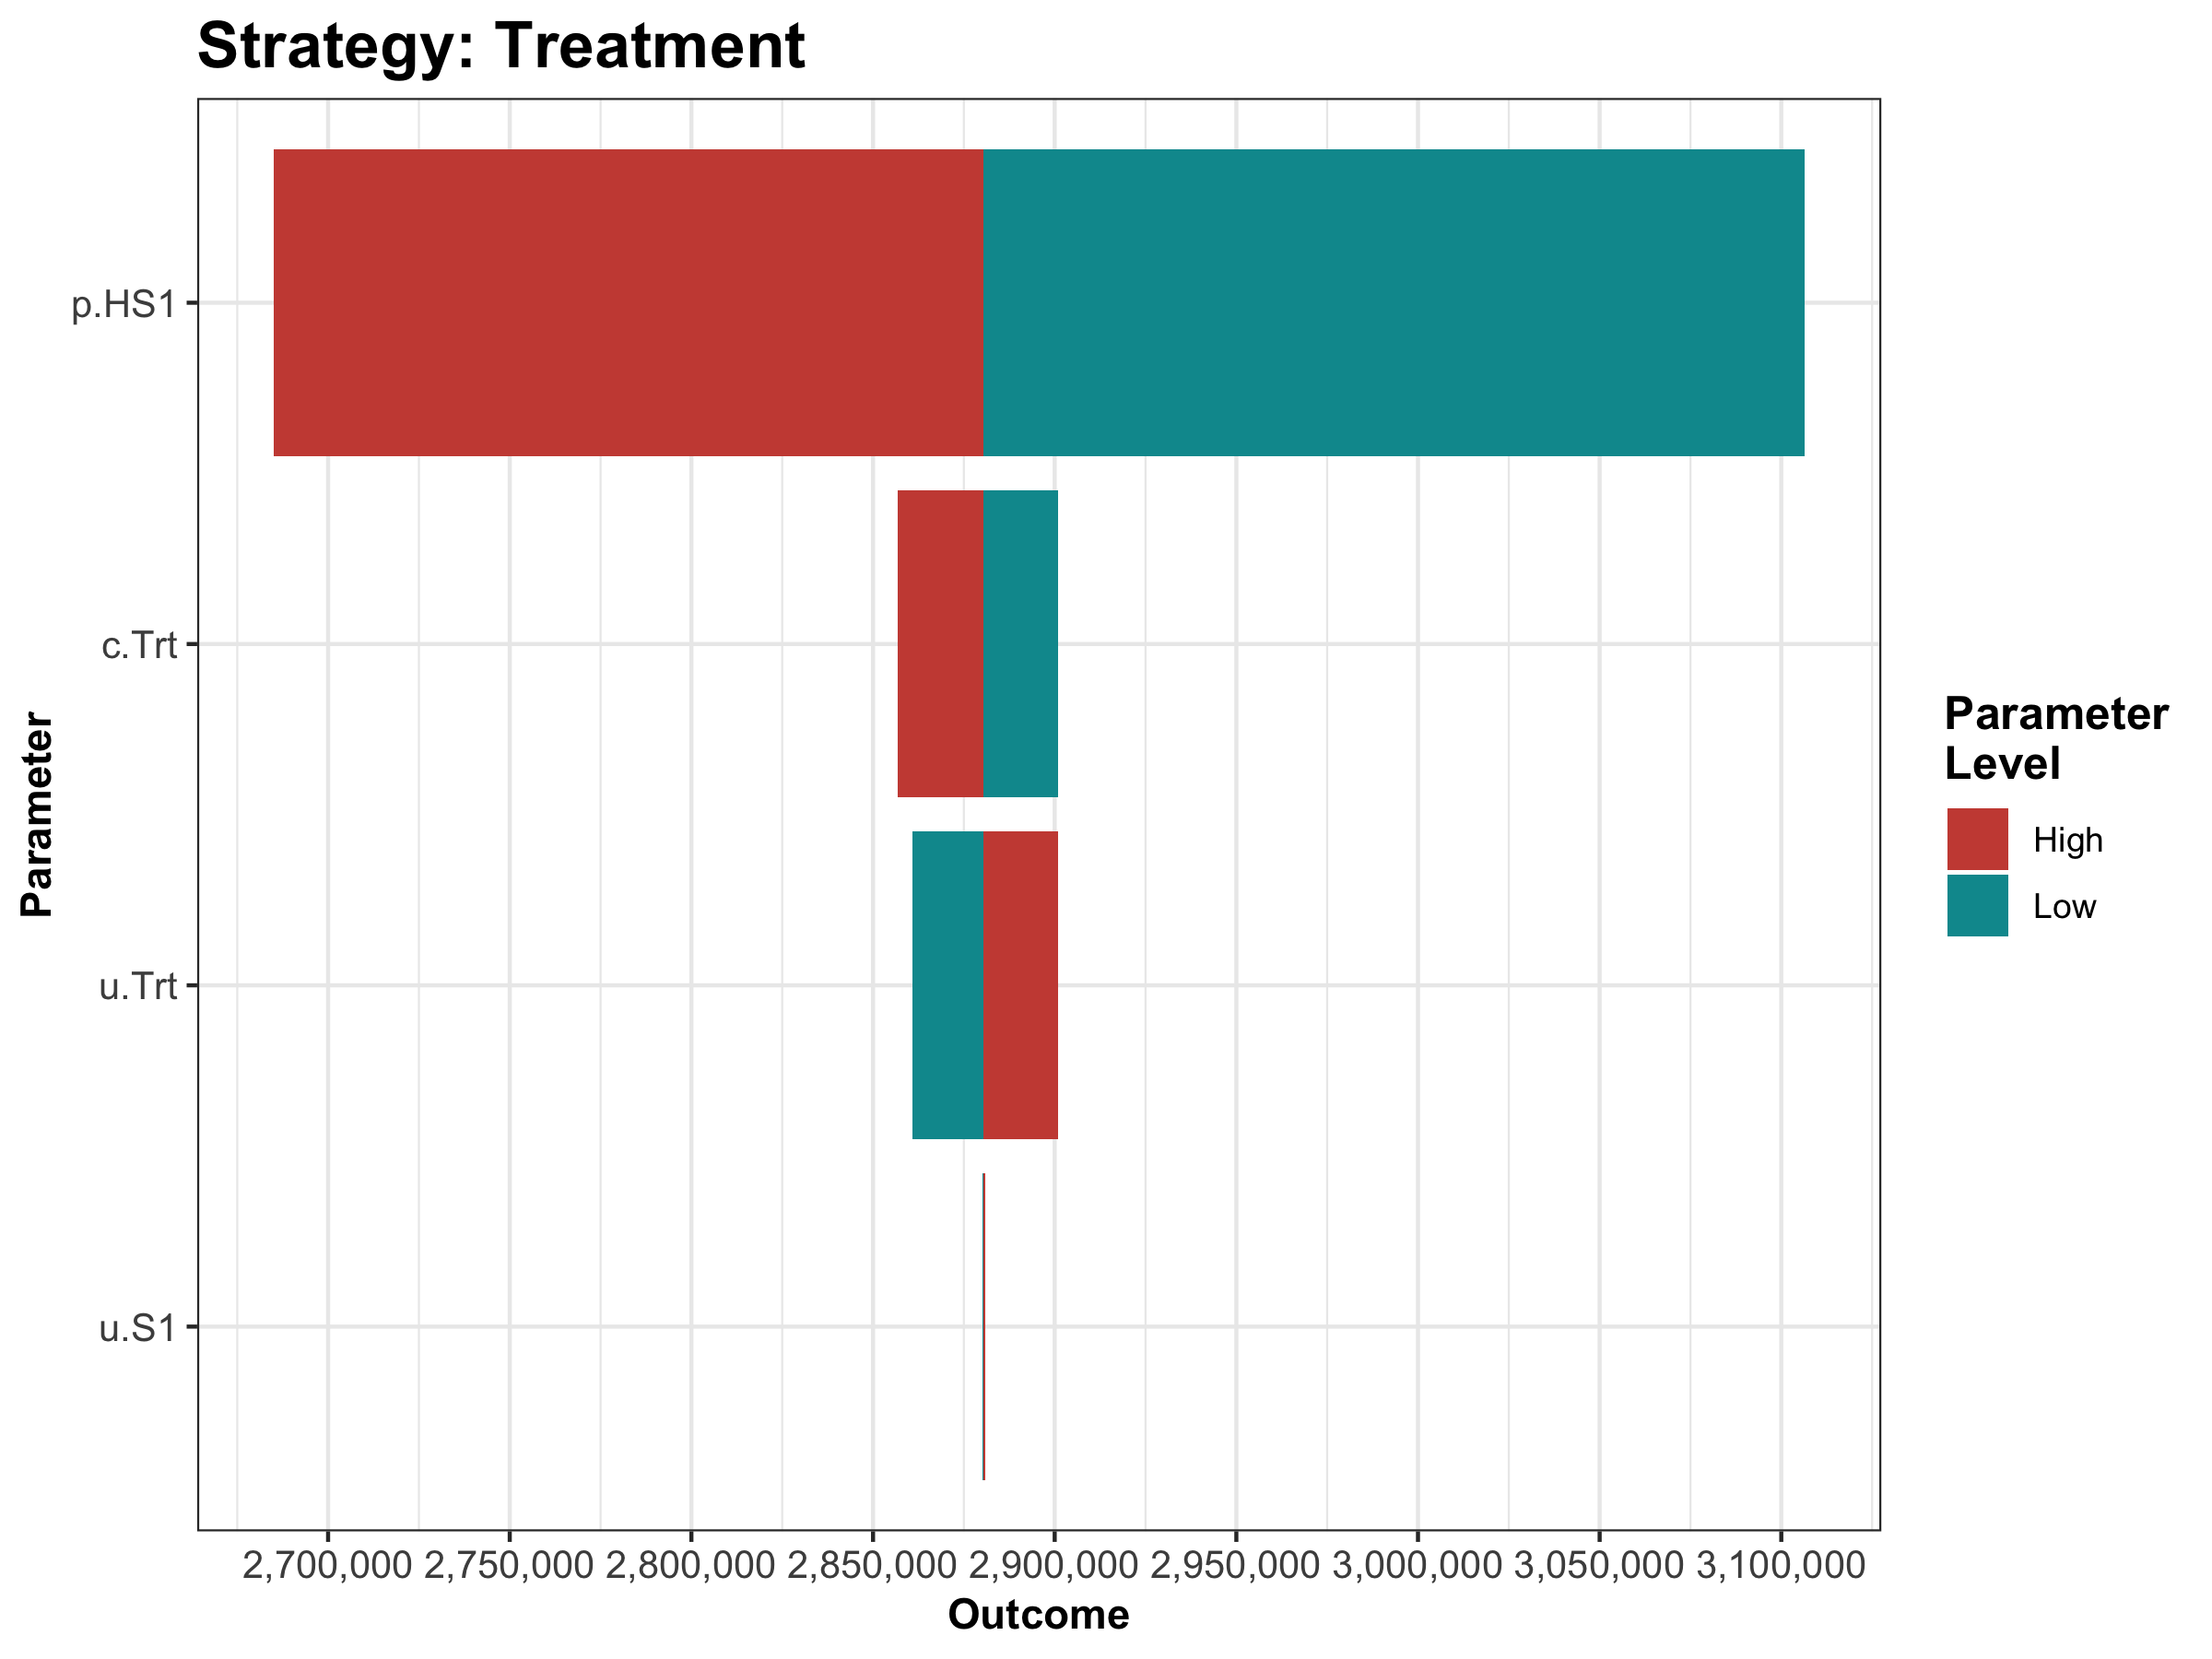 Strategy: Treatment
p.HS1
c.Trt
u.Trt
u.S1
Parameter
2,700,000 2,750,000 2,800,000 2,850,000 2,900,000 2,950,000 3,000,000 3,050,000 3,100,000
Outcome
Parameter
Level
High
Low